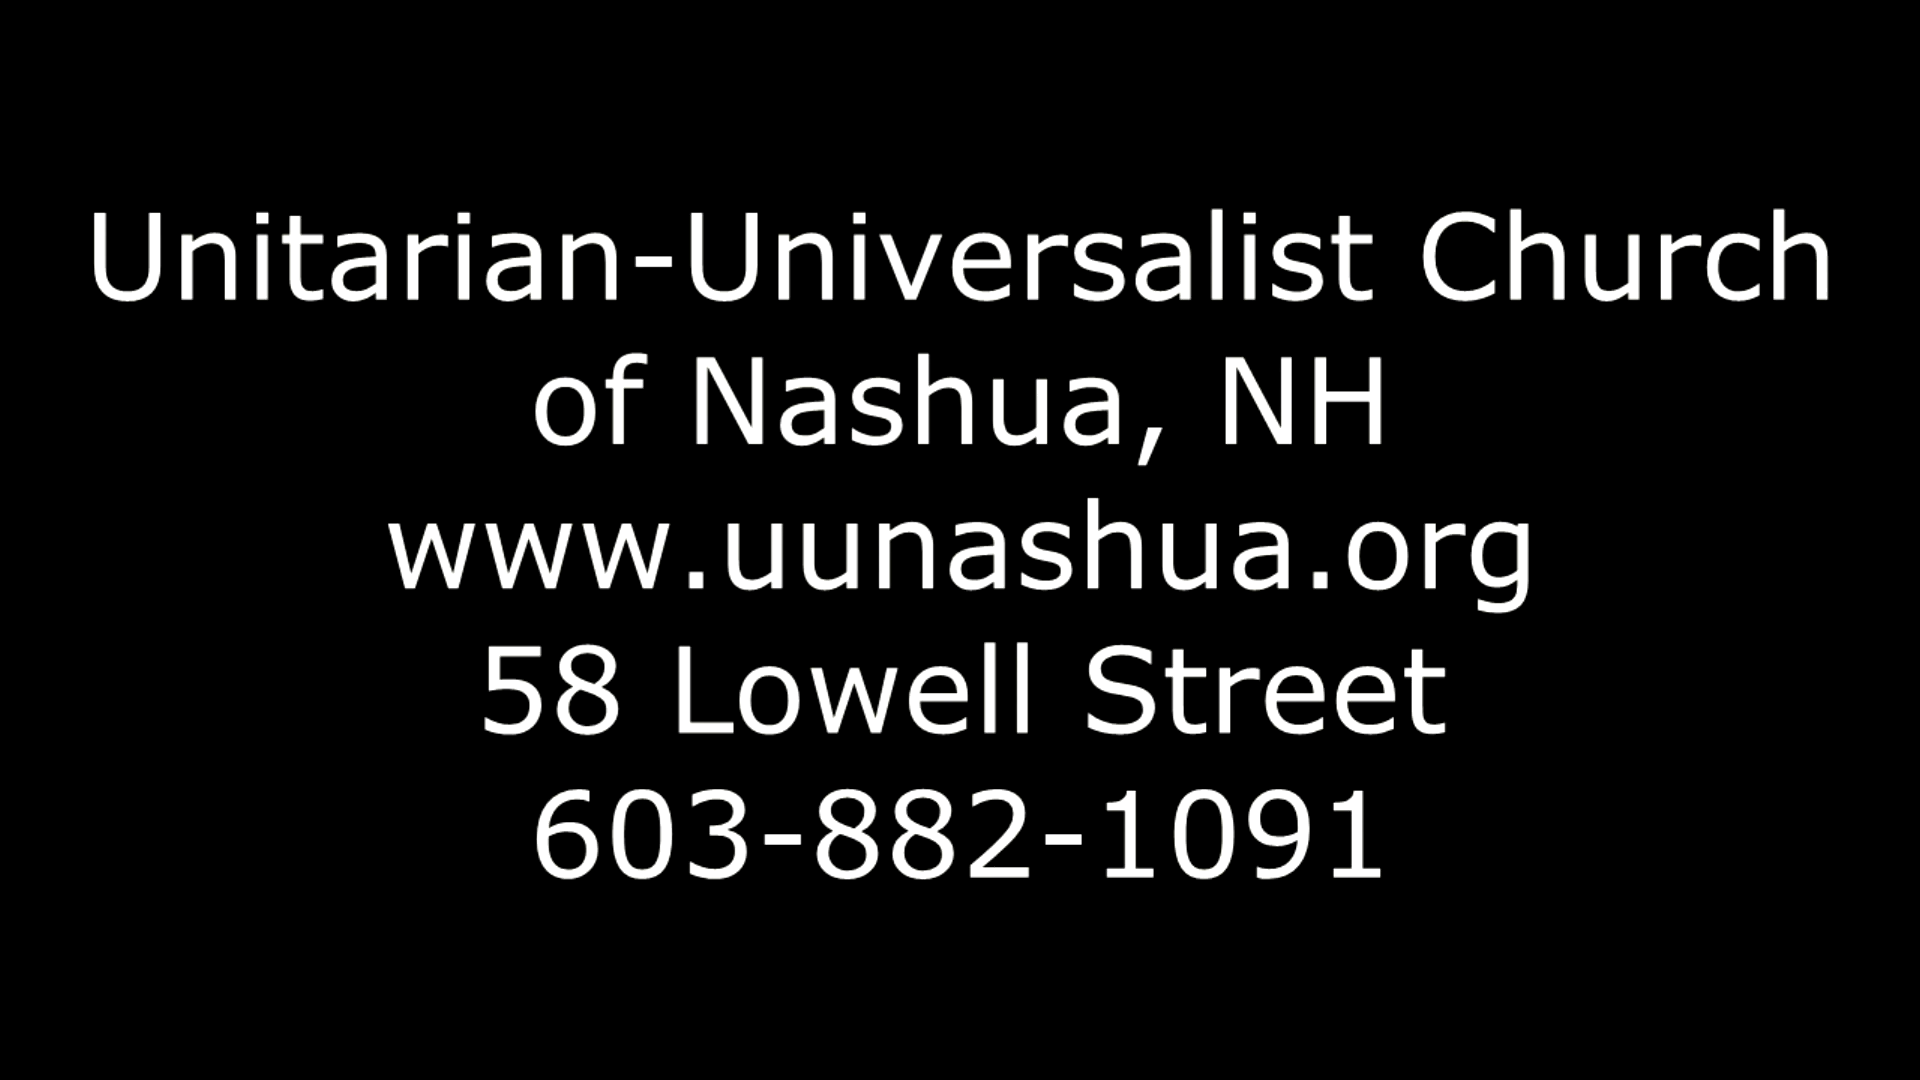 Unitarian-Universalist Church
of Nashua, NH
www.uunashua.org
58 Lowell Street
603-882-1091